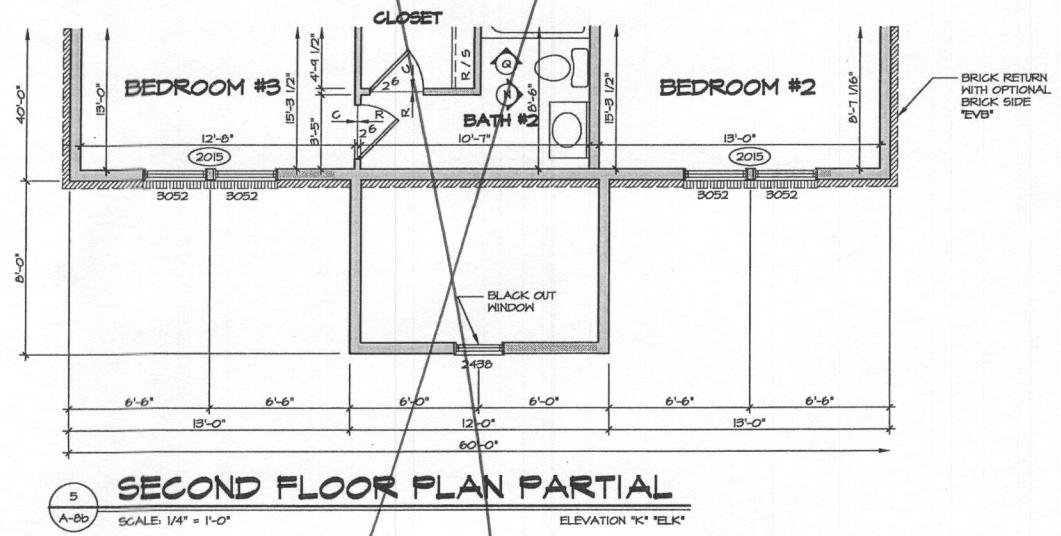 CLOSET
BEDROOM #3
BEDROOM #2
BATH #2
R / S
Q
N
40'-0"
13'-0"
15'-3 1/2"
4'-9 1/2"
3'-5"
8'-6"
15'-3 1/2"
8'-7 1/16"
C
R
2 6
C
R
2 6
12'-8"
10'-7"
13'-0"
2015
2015
3052
3052
3052
3052
BRICK RETURN
WITH OPTIONAL
BRICK SIDE
"EVB"
8'-0"
BLACK OUT
WINDOW
2438
6'-6"
6'-6"
6'-0"
6'-0"
6'-6"
6'-6"
13'-0"
12'-0"
13'-0"
60'-0"
5
A-8b
SECOND FLOOR PLAN PARTIAL
SCALE: 1/4" = 1'-0"
ELEVATION "K" "ELK"